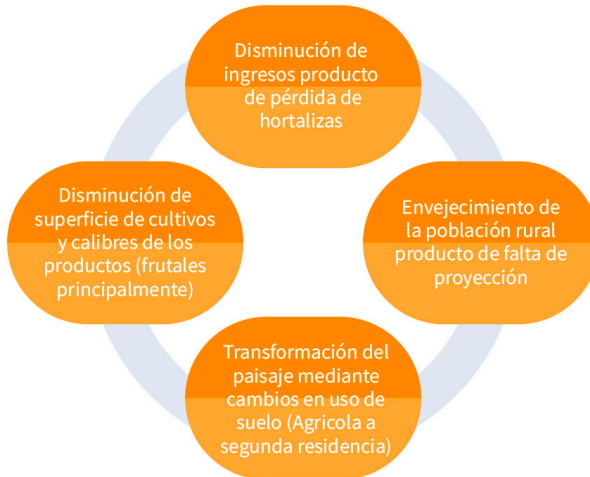 Disminución de
ingresos producto
de pérdida de
hortalizas
Envejecimiento de
la población rural
producto de falta de
proyección
Transformación del
paisaje mediante
cambios en uso de
suelo (Agricola a
segunda residencia)
Disminución de
superficie de cultivos
y calibres de los
productos (frutales
principalmente)